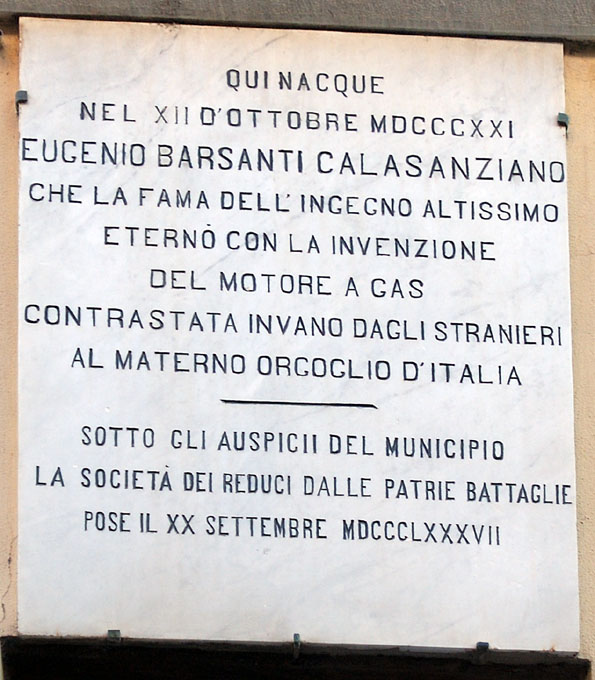 QUI NACQUE
NEL XII D'OTTOBRE MDCCCXXI
EUGENIO BARSANTI CALASANZIANO
CHE LA FAMA DELL'INGEGNO ALTISSIMO
ETERNÒ CON LA INVENZIONE
DEL MOTORE A GAS
CONTRASTATA INVANO DAGLI STRANIERI
AL MATERNO ORGOGLIO D'ITALIA
SOTTO GLI AUSPICII DEL MUNICIPIO
LA SOCIETÀ DEI REDUCI DALLE PATRIE BATTAGLIE
POSE IL XX SETTEMBRE MDCCCLXXXVII